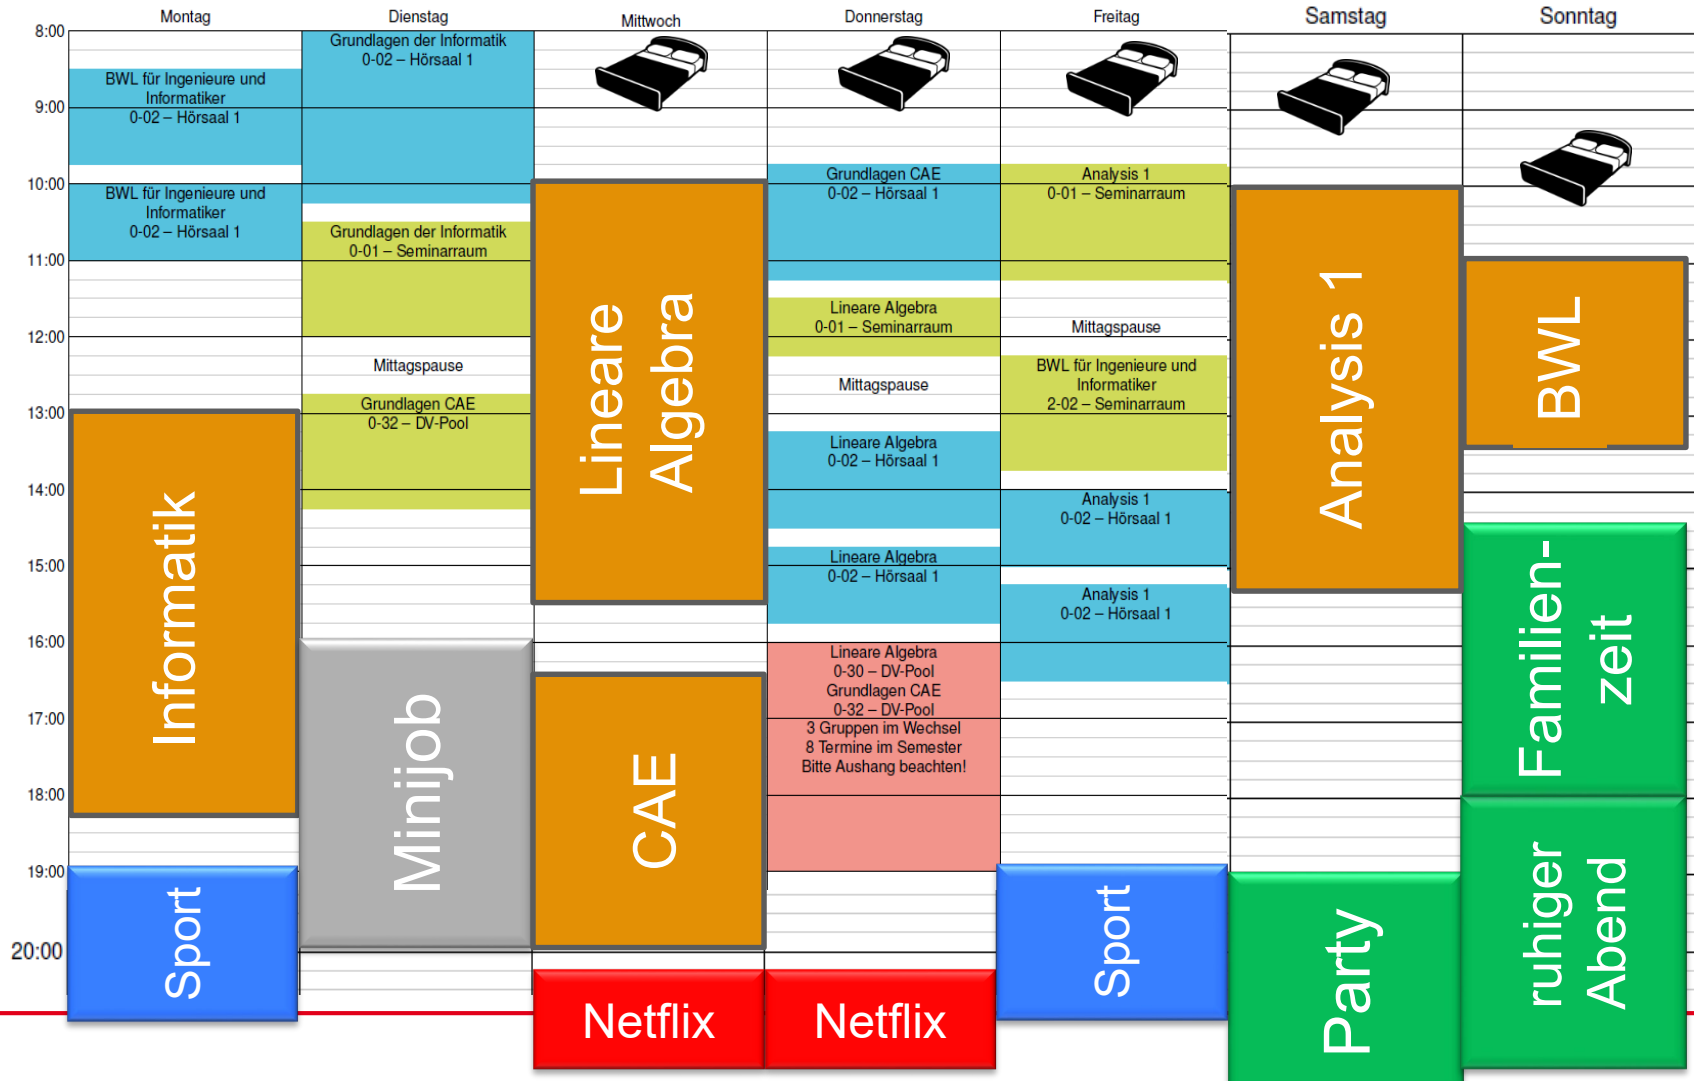 Montag
Dienstag
Mittwoch
Donnerstag
Freitag
Samstag
Sonntag
8:00
9:00
10:00
11:00
12:00
13:00
14:00
15:00
16:00
17:00
18:00
19:00
20:00
BWL für Ingenieure und
Informatiker
0-02 – Hörsaal 1
BWL für Ingenieure und
Informatiker
0-02 – Hörsaal 1
Informatik
Sport
Grundlagen der Informatik
0-02 – Hörsaal 1
Grundlagen der Informatik
0-01 – Seminarraum
Mittagspause
Grundlagen CAE
0-32 – DV-Pool
Minijob
Lineare
Algebra
CAE
Netflix
Grundlagen CAE
0-02 – Hörsaal 1
Lineare Algebra
0-01 – Seminarraum
Mittagspause
Lineare Algebra
0-02 – Hörsaal 1
Lineare Algebra
0-02 – Hörsaal 1
Lineare Algebra
0-30 – DV-Pool
Grundlagen CAE
0-32 – DV-Pool
3 Gruppen im Wechsel
8 Termine im Semester
Bitte Aushang beachten!
Netflix
Analysis 1
0-01 – Seminarraum
Mittagspause
BWL für Ingenieure und
Informatiker
2-02 – Seminarraum
Analysis 1
0-02 – Hörsaal 1
Analysis 1
0-02 – Hörsaal 1
Sport
Analysis 1
Party
BWL
Familien-
zeit
ruhiger
Abend